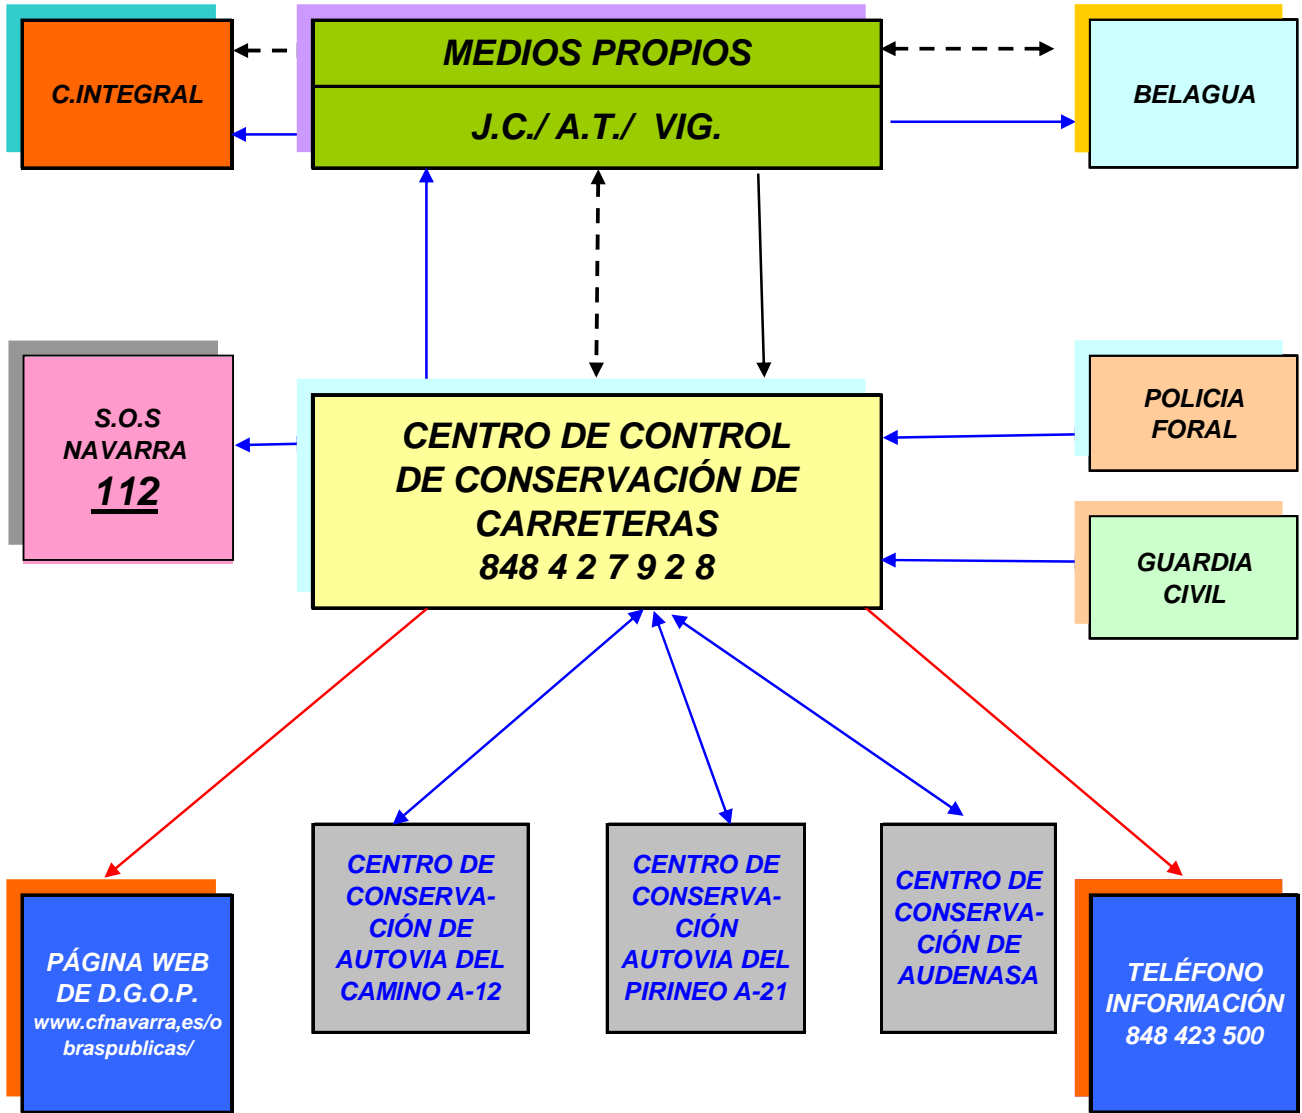 C.INTEGRAL
MEDIOS PROPIOS
J.C./ A.T./ VIG.
BELAGUA
S.O.S
NAVARRA
112
CENTRO DE CONTROL
DE CONSERVACIÓN DE
CARRETERAS
848 4 2 7 9 2 8
POLICIA
FORAL
GUARDIA
CIVIL
PÁGINA WEB
DE D.G.O.P.
www.cfnavarra,es/o
braspublicas/
CENTRO DE
CONSERVA-
CIÓN DE
AUTOVIA DEL
CAMINO A-12
CENTRO DE
CONSERVA-
CIÓN
AUTOVIA DEL
PIRINEO A-21
CENTRO DE
CONSERVA-
CIÓN DE
AUDENASA
TELÉFONO
INFORMACIÓN
848 423 500